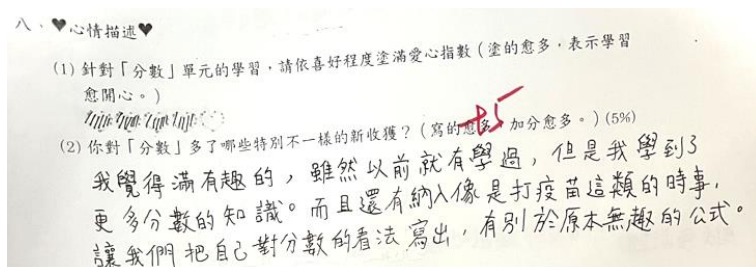 八、♥心情描述♥
(1) 針對「分數」單元的學習，請依喜好程度塗滿愛心指數（塗的愈多，表示學習
愈開心。）
+5
(2) 你對「分數」多了哪些特別不一樣的新收獲？（寫的愈多，加分愈多。）(5%)
我覺得滿有趣的，雖然以前就有學過，但是我學到了
更多分數的知識。而且還有納入像是打疫苗這類的時事，
讓我們把自己對分數的看法寫出，有別於原本無趣的公式。